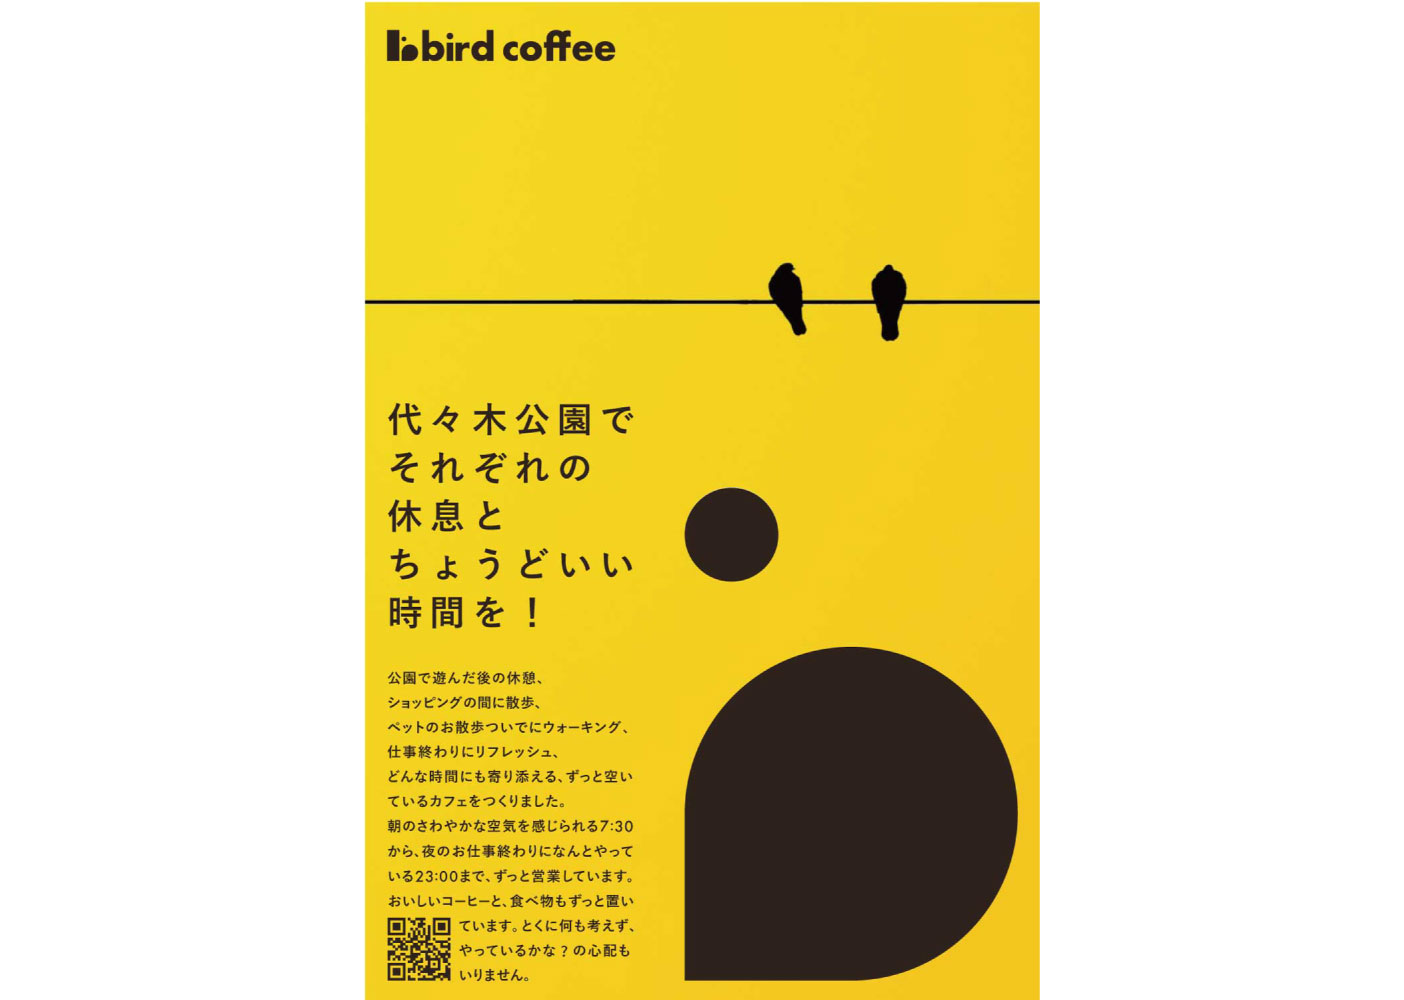 bird coffee
代々木公園で
それぞれの
休息と
ちょうどいい
時間を！
公園で遊んだ後の休憩、
ショッピングの間に散歩、
ペットのお散歩ついでにウォーキング、
仕事終わりにリフレッシュ、
どんな時間にも寄り添える、ずっと空い
ているカフェをつくりました。
朝のさわやかな空気を感じられる7:30
から、夜のお仕事終わりになんとやって
いる23:00まで、ずっと営業しています。
おいしいコーヒーと、食べ物もずっと置い
ています。とくに何も考えず、
やっているかな？の心配も
いりません。